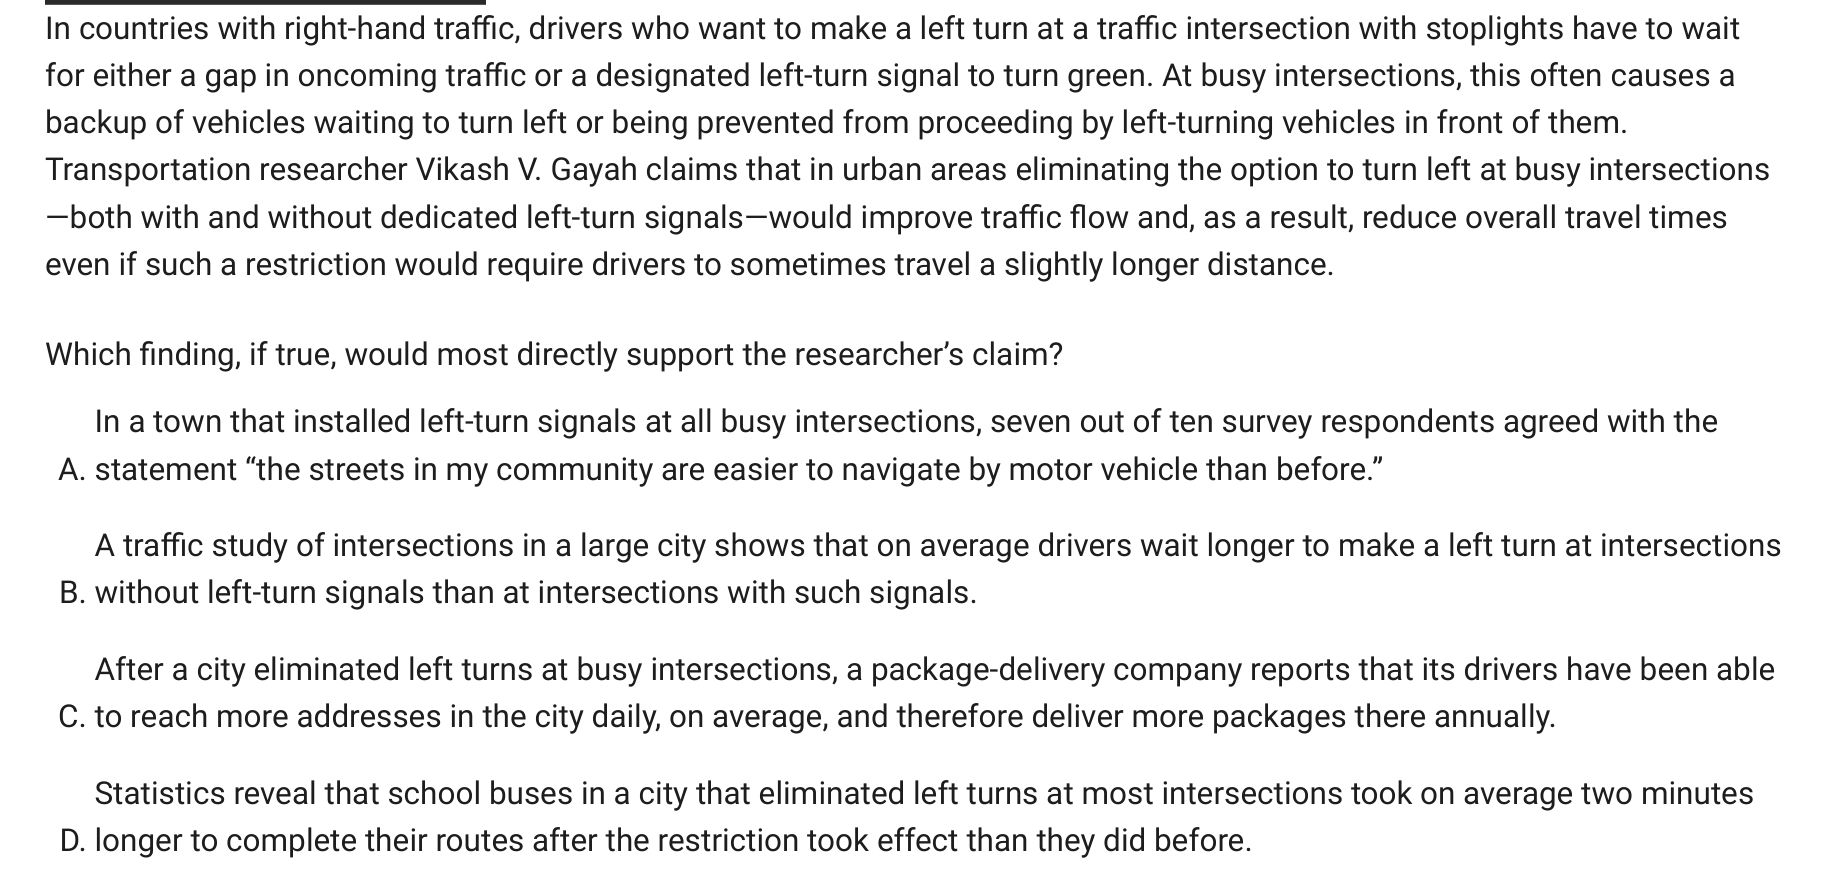 In countries with right-hand traffic, drivers who want to make a left turn at a traffic intersection with stoplights have to wait
for either a gap in oncoming traffic or a designated left-turn signal to turn green. At busy intersections, this often causes a
backup of vehicles waiting to turn left or being prevented from proceeding by left-turning vehicles in front of them.
Transportation researcher Vikash V. Gayah claims that in urban areas eliminating the option to turn left at busy intersections
—both with and without dedicated left-turn signals—would improve traffic flow and, as a result, reduce overall travel times
even if such a restriction would require drivers to sometimes travel a slightly longer distance.
Which finding, if true, would most directly support the researcher’s claim?
In a town that installed left-turn signals at all busy intersections, seven out of ten survey respondents agreed with the
A. statement “the streets in my community are easier to navigate by motor vehicle than before.”
A traffic study of intersections in a large city shows that on average drivers wait longer to make a left turn at intersections
B. without left-turn signals than at intersections with such signals.
After a city eliminated left turns at busy intersections, a package-delivery company reports that its drivers have been able
C. to reach more addresses in the city daily, on average, and therefore deliver more packages there annually.
Statistics reveal that school buses in a city that eliminated left turns at most intersections took on average two minutes
D. longer to complete their routes after the restriction took effect than they did before.